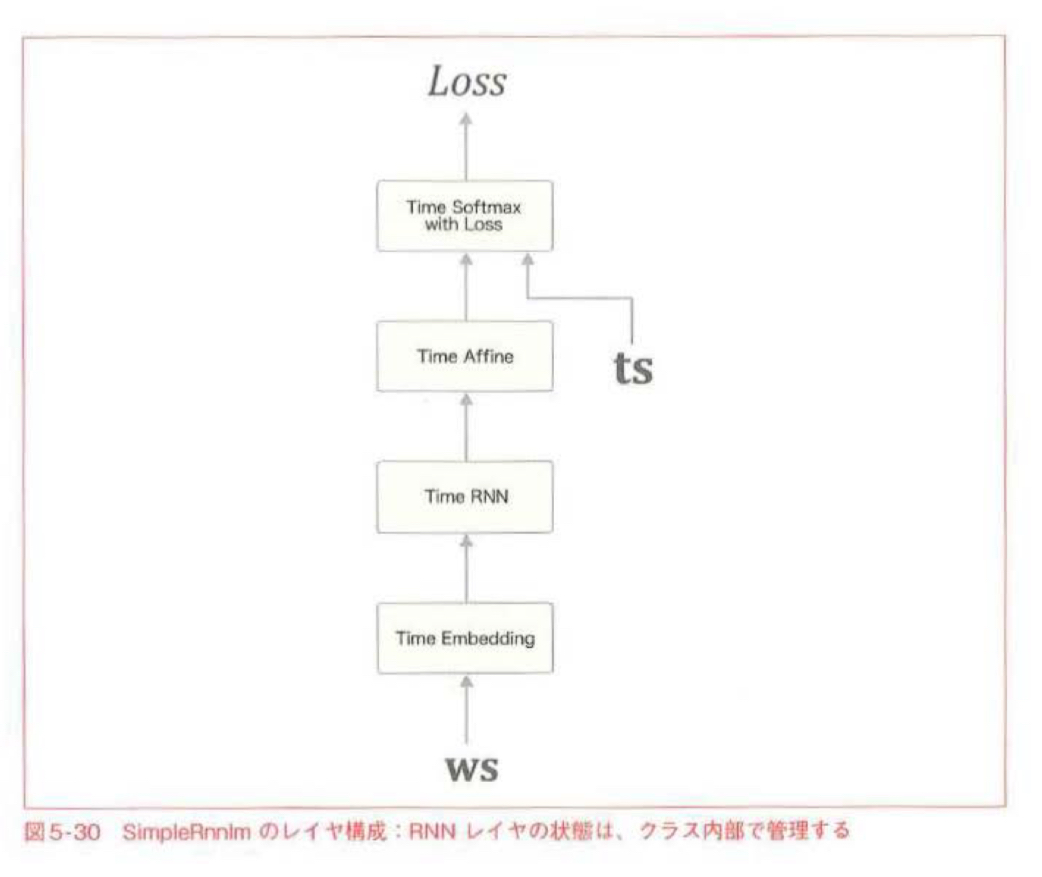 Loss
Time Softmax
with Loss
Time Affine
ts
Time RNN
Time Embedding
ws
図5-30 SimpleRnnlm のレイヤ構成：RNN レイヤの状態は、クラス内部で管理する